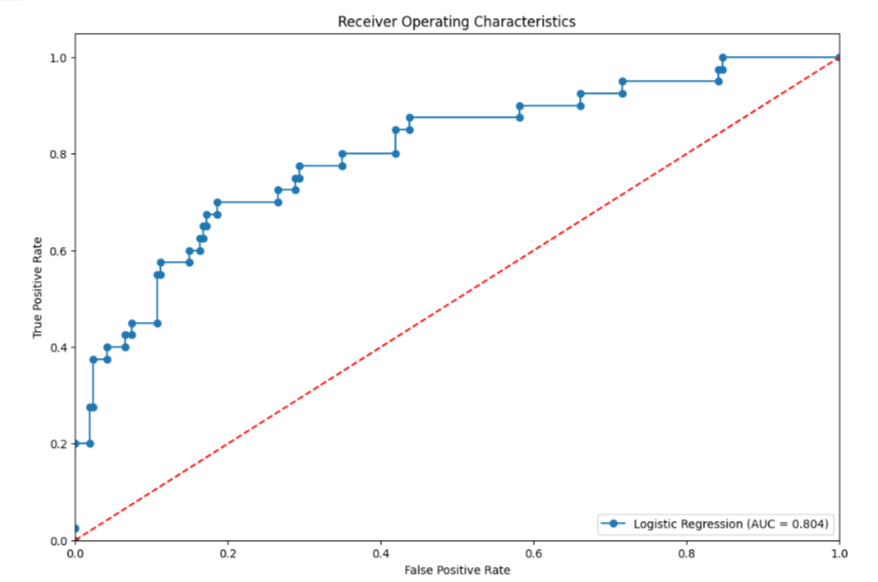 Receiver Operating Characteristics
1.0
0.8
0.6
0.4
0.2
0.0
True Positive Rate
Logistic Regression (AUC = 0.804)
0.0 0.2 0.4 0.6 0.8 1.0
False Positive Rate